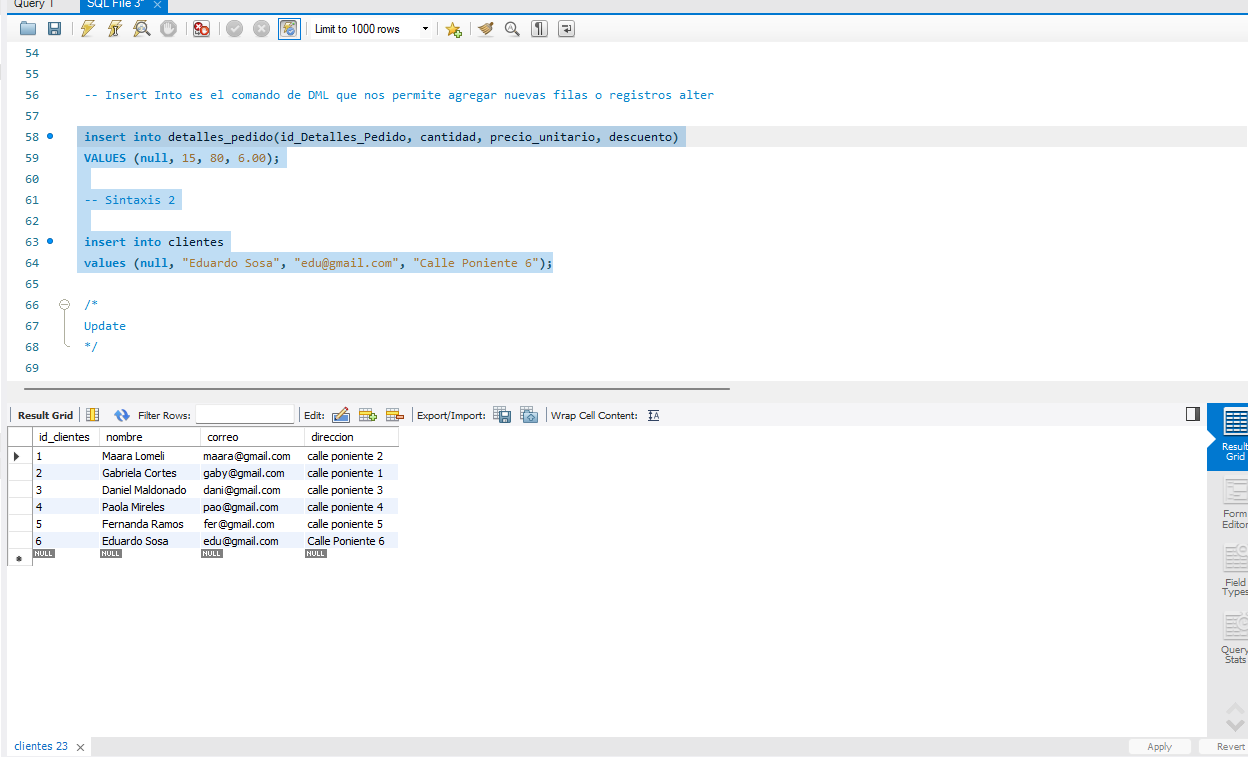 Query 1
SQL File 3*
Limit to 1000 rows
54
55
56 -- Insert Into es el comando de DML que nos permite agregar nuevas filas o registros alter
57
58 insert into detalles_pedido(id_Detalles_Pedido, cantidad, precio_unitario, descuento)
59 VALUES (null, 15, 80, 6.00);
60
61 -- Sintaxis 2
62
63 insert into clientes
64 values (null, "Eduardo Sosa", "edu@gmail.com", "Calle Poniente 6");
65
66 /*
67 Update
68 */
69
Result Grid Filter Rows: Edit: Export/Import: Wrap Cell Content:
id_clientes nombre correo direccion
1 Maara Lomeli maara@gmail.com calle poniente 2
2 Gabriela Cortes gaby@gmail.com calle poniente 1
3 Daniel Maldonado dani@gmail.com calle poniente 3
4 Paola Mireles pao@gmail.com calle poniente 4
5 Fernanda Ramos fer@gmail.com calle poniente 5
6 Eduardo Sosa edu@gmail.com Calle Poniente 6
NULL NULL NULL NULL
Result
Grid
Form
Editor
Field
Types
Query
Stats
clientes 23
Apply Revert